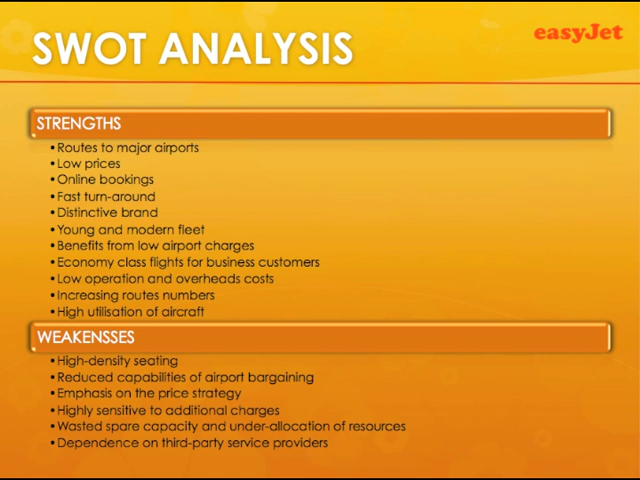 SWOT ANALYSIS
easyJet
STRENGTHS
•Routes to major airports
•Low prices
•Online bookings
•Fast turn-around
•Distinctive brand
•Young and modern fleet
•Benefits from low airport charges
•Economy class flights for business customers
•Low operation and overheads costs
•Increasing routes numbers
•High utilisation of aircraft
WEAKENSSES
•High-density seating
•Reduced capabilities of airport bargaining
•Emphasis on the price strategy
•Highly sensitive to additional charges
•Wasted spare capacity and under-allocation of resources
•Dependence on third-party service providers